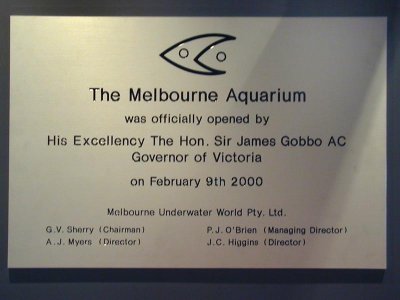 The Melbourne Aquarium
was officially opened by
His Excellency The Hon. Sir James Gobbo AC
Governor of Victoria
on February 9th 2000
Melbourne Underwater World Pty. Ltd.
G.V. Sherry (Chairman) P.J. O'Brien (Managing Director)
A.J. Myers (Director) J.C. Higgins (Director)